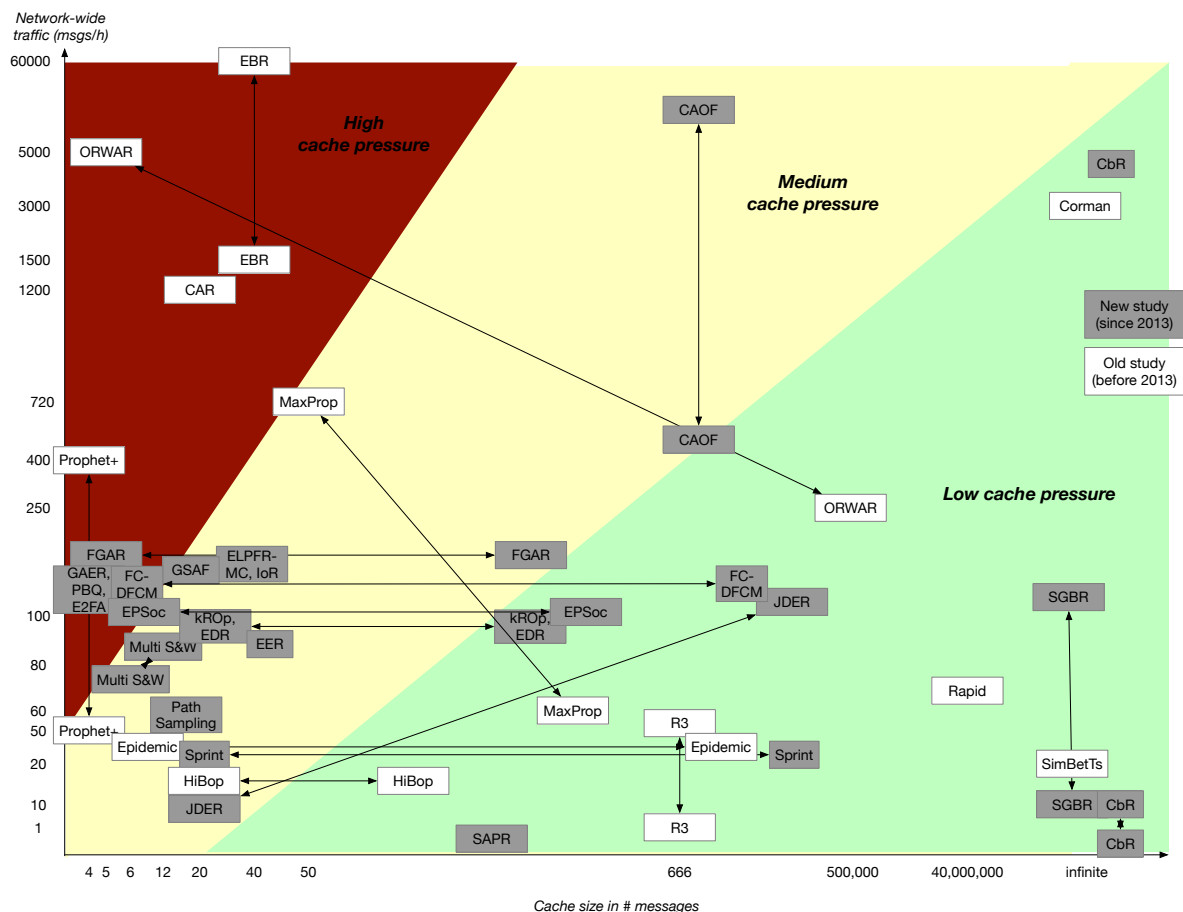 Network-wide
traffic (msgs/h)
60000
EBR
CAOF
High
cache pressure
5000
ORWAR
CbR
Medium
cache pressure
3000
Corman
1500
EBR
1200
CAR
New study
(since 2013)
Old study
(before 2013)
720
MaxProp
CAOF
400
Prophet+
Low cache pressure
250
ORWAR
FGAR
ELPFR-
MC, IoR
FGAR
GSAF
GAER,
PBQ,
E2FA
FC-
DFCM
FC-
DFCM
JDER
SGBR
100
EPSoc
EPSoc
kROp,
EDR
kROp,
EDR
EER
Multi S&W
80
Multi S&W
Rapid
60
Path
Sampling
MaxProp
50
Prophet+
R3
Epidemic
Epidemic
Sprint
Sprint
20
SimBetTs
HiBop
HiBop
10
JDER
SGBR
CbR
1
R3
SAPR
CbR
4 5 6 12 20 40 50 666 500,000 40,000,000 infinite
Cache size in # messages